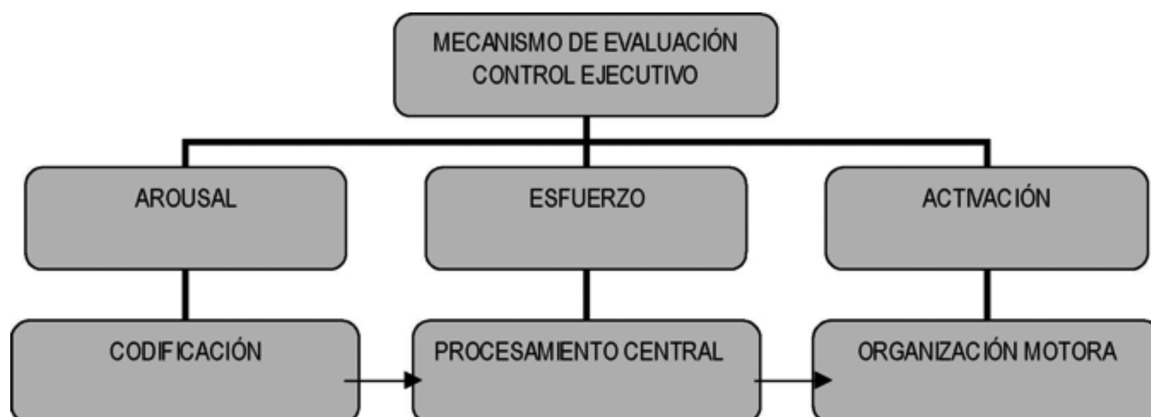 MECANISMO DE EVALUACIÓN
CONTROL EJECUTIVO
AROUSAL
ESFUERZO
ACTIVACIÓN
CODIFICACIÓN
PROCESAMIENTO CENTRAL
ORGANIZACIÓN MOTORA